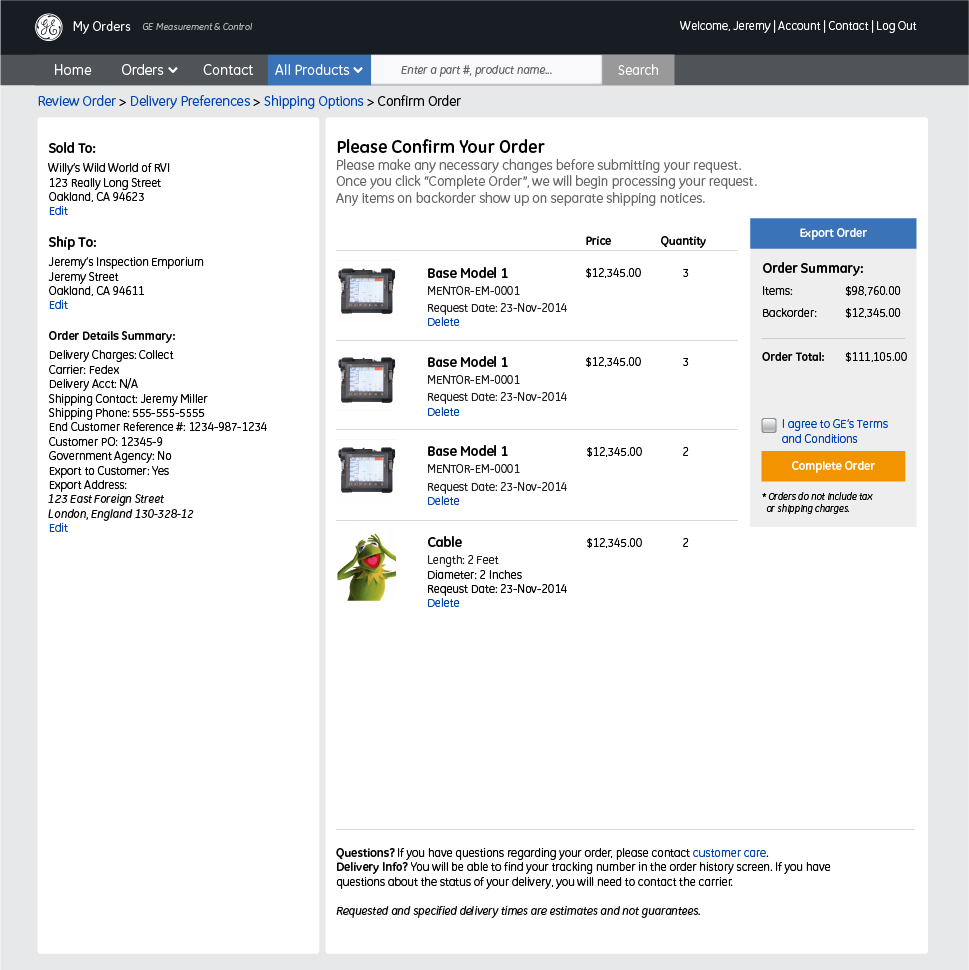 My Orders GE Measurement & Control
Welcome, Jeremy | Account | Contact | Log Out
Home Orders Contact All Products Enter a part #, product name... Search
Review Order > Delivery Preferences > Shipping Options > Confirm Order
Sold To:
Willy's Wild World of RVI
123 Really Long Street
Oakland, CA 94623
Edit
Ship To:
Jeremy's Inspection Emporium
Jeremy Street
Oakland, CA 94611
Edit
Order Details Summary:
Delivery Charges: Collect
Carrier: Fedex
Delivery Acct: N/A
Shipping Contact: Jeremy Miller
Shipping Phone: 555-555-5555
End Customer Reference #: 1234-987-1234
Customer PO: 12345-9
Government Agency: No
Export to Customer: Yes
Export Address:
123 East Foreign Street
London, England 130-328-12
Edit
Please Confirm Your Order
Please make any necessary changes before submitting your request.
Once you click "Complete Order", we will begin processing your request.
Any items on backorder show up on separate shipping notices.
Price Quantity
Base Model 1 $12,345.00 3
MENTOR-EM-0001
Request Date: 23-Nov-2014
Delete
Base Model 1 $12,345.00 3
MENTOR-EM-0001
Request Date: 23-Nov-2014
Delete
Base Model 1 $12,345.00 2
MENTOR-EM-0001
Request Date: 23-Nov-2014
Delete
Cable $12,345.00 2
Length: 2 Feet
Diameter: 2 Inches
Reqeust Date: 23-Nov-2014
Delete
Export Order
Order Summary:
Items: $98,760.00
Backorder: $12,345.00
Order Total: $111,105.00
I agree to GE's Terms
and Conditions
Complete Order
* Orders do not include tax
or shipping charges.
Questions? If you have questions regarding your order, please contact customer care.
Delivery Info? You will be able to find your tracking number in the order history screen. If you have
questions about the status of your delivery, you will need to contact the carrier.
Requested and specified delivery times are estimates and not guarantees.